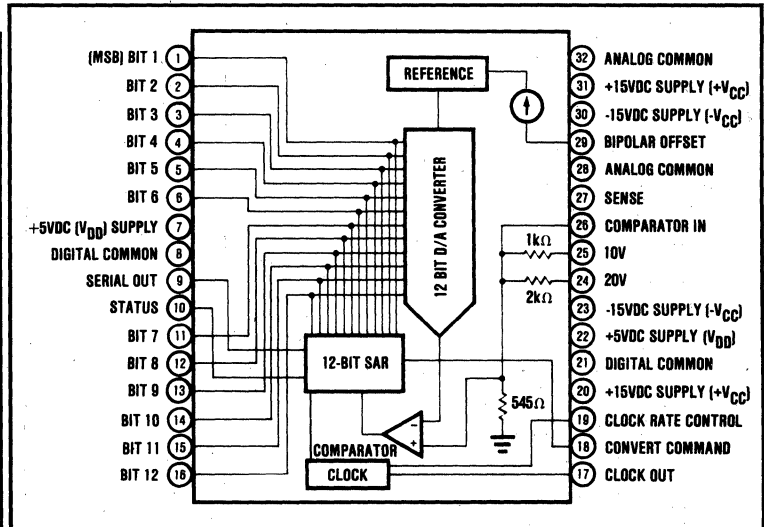 (MSB) BIT 1 1
BIT 2 2
BIT 3 3
BIT 4 4
BIT 5 5
BIT 6 6
+5VDC (VDD) SUPPLY 7
DIGITAL COMMON 8
SERIAL OUT 9
STATUS 10
BIT 7 11
BIT 8 12
BIT 9 13
BIT 10 14
BIT 11 15
BIT 12 16
REFERENCE
12 BIT D/A CONVERTER
12-BIT SAR
COMPARATOR
CLOCK
-
+
1kΩ
2kΩ
545Ω
32 ANALOG COMMON
31 +15VDC SUPPLY (+VCC)
30 -15VDC SUPPLY (-VCC)
29 BIPOLAR OFFSET
28 ANALOG COMMON
27 SENSE
26 COMPARATOR IN
25 10V
24 20V
23 -15VDC SUPPLY (-VCC)
22 +5VDC SUPPLY (VDD)
21 DIGITAL COMMON
20 +15VDC SUPPLY (+VCC)
19 CLOCK RATE CONTROL
18 CONVERT COMMAND
17 CLOCK OUT